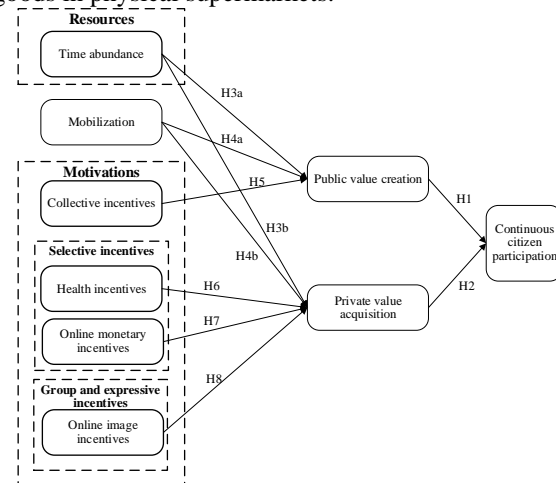 goods in physical supermarkets.
Resources
Time abundance
H3a
Mobilization
H4a
Motivations
Collective incentives
H5
Public value creation
H1
Continuous
citizen
participation
H3b
H4b
Selective incentives
Health incentives
H6
Private value
acquisition
H2
Online monetary
incentives
H7
Group and expressive
incentives
H8
Online image
incentives